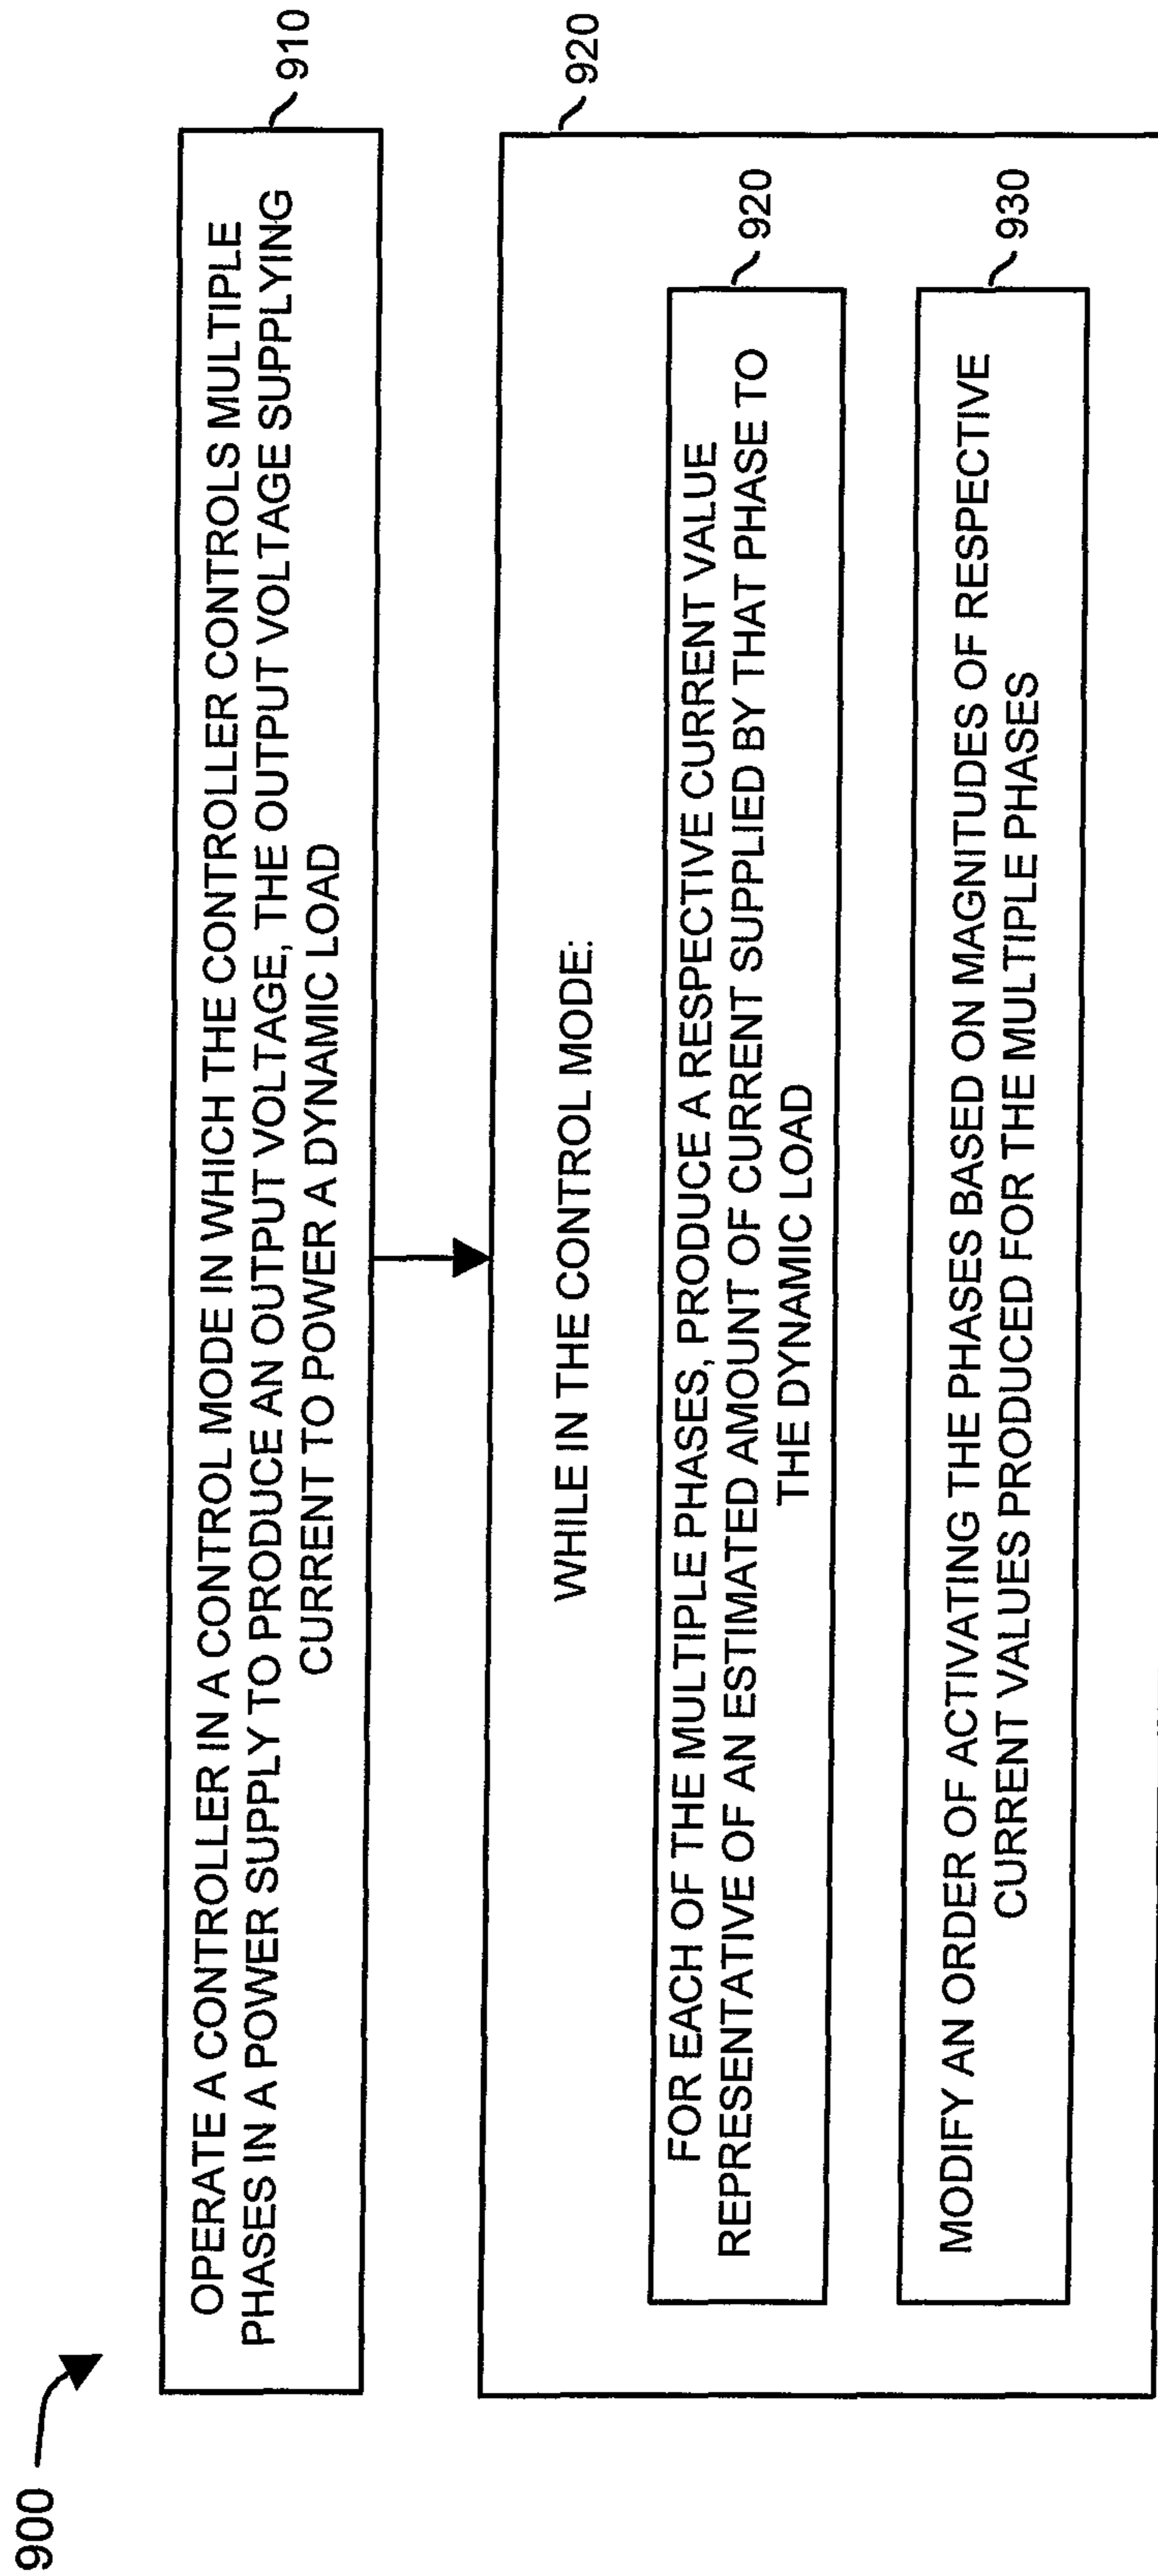 900
OPERATE A CONTROLLER IN A CONTROL MODE IN WHICH THE CONTROLLER CONTROLS MULTIPLE
PHASES IN A POWER SUPPLY TO PRODUCE AN OUTPUT VOLTAGE, THE OUTPUT VOLTAGE SUPPLYING
CURRENT TO POWER A DYNAMIC LOAD
910
920
WHILE IN THE CONTROL MODE:
FOR EACH OF THE MULTIPLE PHASES, PRODUCE A RESPECTIVE CURRENT VALUE
REPRESENTATIVE OF AN ESTIMATED AMOUNT OF CURRENT SUPPLIED BY THAT PHASE TO
THE DYNAMIC LOAD
920
MODIFY AN ORDER OF ACTIVATING THE PHASES BASED ON MAGNITUDES OF RESPECTIVE
CURRENT VALUES PRODUCED FOR THE MULTIPLE PHASES
930